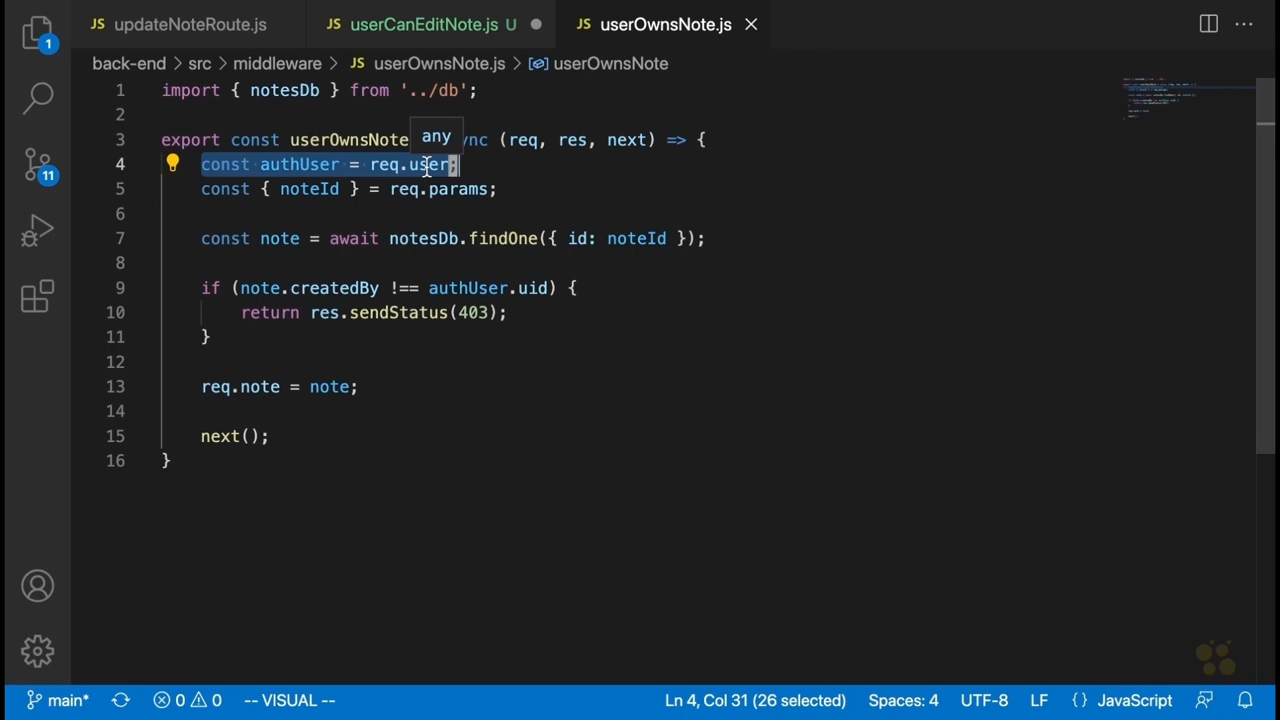 JS updateNoteRoute.js JS userCanEditNote.js U JS userOwnsNote.js
back-end > src > middleware > JS userOwnsNote.js > userOwnsNote
1 import { notesDb } from '../db';
2
any
3 export const userOwnsNote ync (req, res, next) => {
4 const authUser = req.user;
5 const { noteId } = req.params;
6
7 const note = await notesDb.findOne({ id: noteId });
8
9 if (note.createdBy !== authUser.uid) {
10 return res.sendStatus(403);
11 }
12
13 req.note = note;
14
15 next();
16 }
1
11
main* 0 0 -- VISUAL -- Ln 4, Col 31 (26 selected) Spaces: 4 UTF-8 LF {} JavaScript